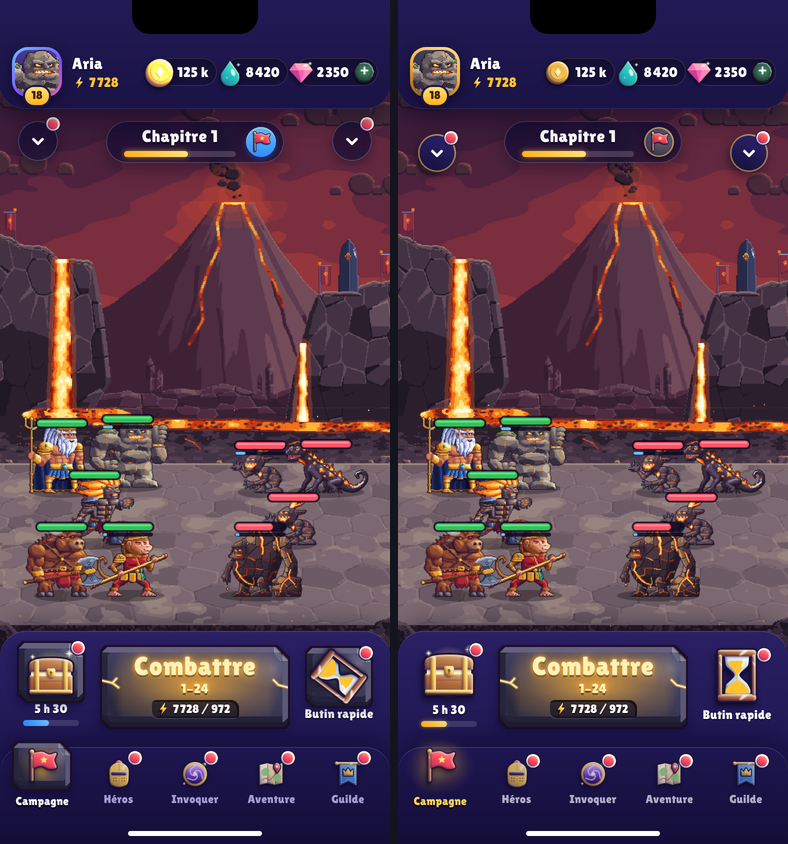 Aria
7728
18
125 k
8420
2350
+
Chapitre 1
Combattre
1-24
7728 / 972
5 h 30
Butin rapide
Campagne
Héros
Invoquer
Aventure
Guilde
Aria
7728
18
125 k
8420
2350
+
Chapitre 1
Combattre
1-24
7728 / 972
5 h 30
Butin rapide
Campagne
Héros
Invoquer
Aventure
Guilde